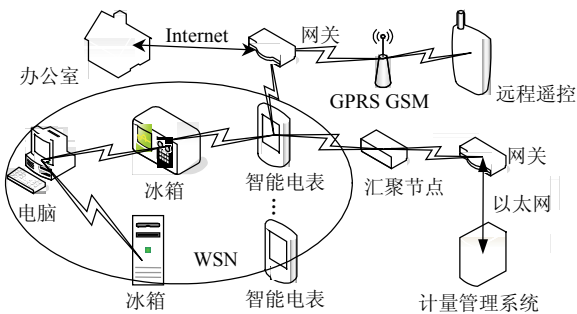 Internet
网关
办公室
GPRS GSM
远程遥控
冰箱
智能电表
汇聚节点
网关
电脑
以太网
WSN
冰箱
智能电表
计量管理系统